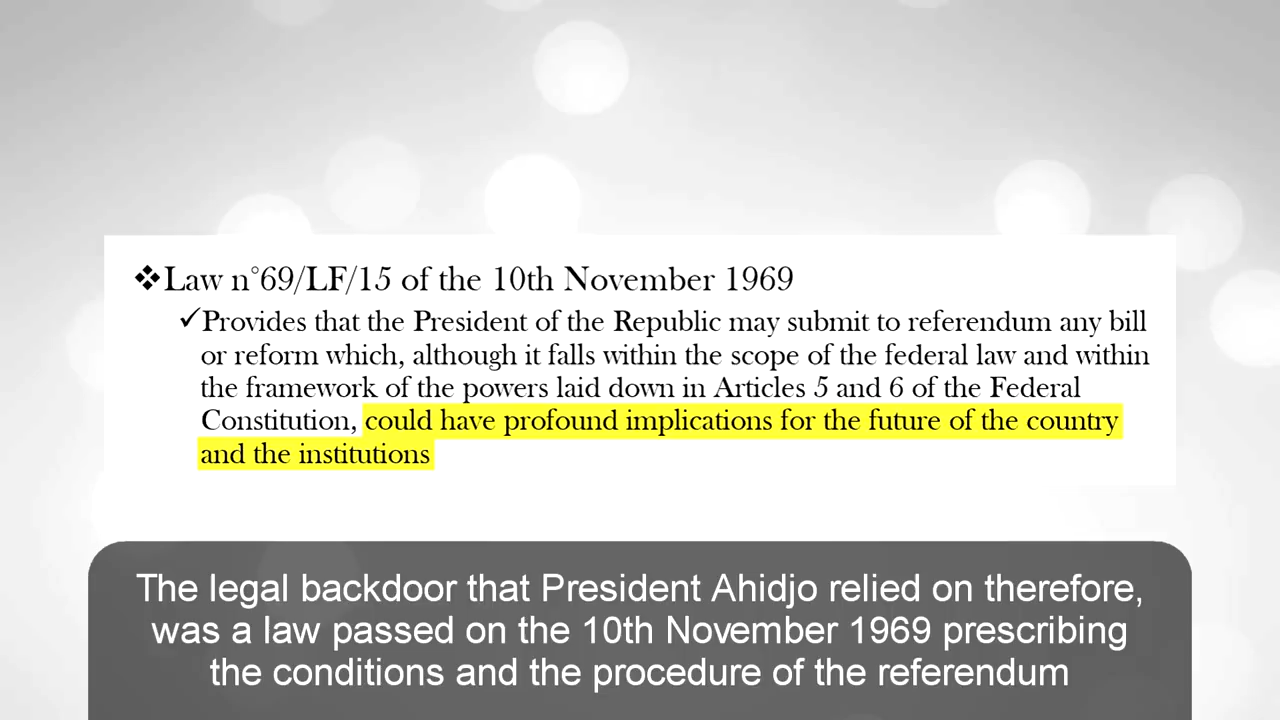 ❖Law n°69/LF/15 of the 10th November 1969
✓Provides that the President of the Republic may submit to referendum any bill
or reform which, although it falls within the scope of the federal law and within
the framework of the powers laid down in Articles 5 and 6 of the Federal
Constitution, could have profound implications for the future of the country
and the institutions
The legal backdoor that President Ahidjo relied on therefore,
was a law passed on the 10th November 1969 prescribing
the conditions and the procedure of the referendum